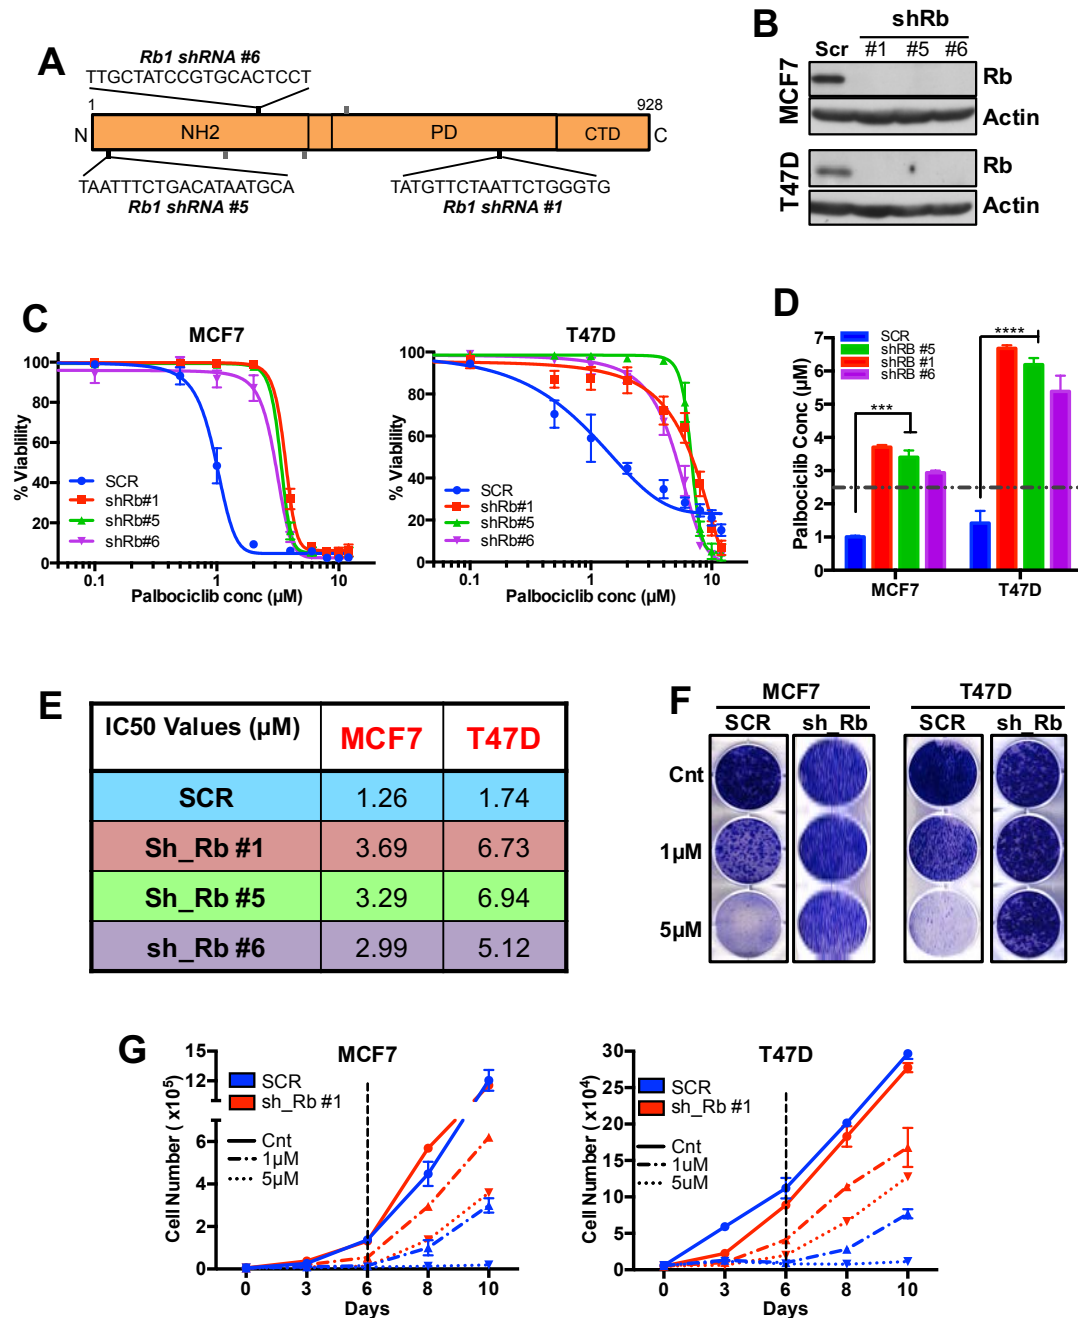 A
Rb1 shRNA #6
TTGCTATCCGTGCACTCCT
1
928
N
NH2
PD
CTD
C
TAATTTCTGACATAATGCA
Rb1 shRNA #5
TATGTTCTAATTCTGGGTG
Rb1 shRNA #1
B
shRb
Scr #1 #5 #6
MCF7
Rb
Actin
T47D
Rb
Actin
C
MCF7
% Viablility
100
80
60
40
20
0
SCR
shRb#1
shRb#5
shRb#6
0.1 1 10
Palbociclib conc (µM)
T47D
% Viablility
100
80
60
40
20
0
SCR
shRb#1
shRb#5
shRb#6
0.1 1 10
Palbociclib conc (µM)
D
Palbociclib Conc (µM)
7
6
5
4
3
2
1
0
SCR
shRB #5
shRB #1
shRB #6
***
****
MCF7 T47D
E
IC50 Values (µM) MCF7 T47D
SCR 1.26 1.74
Sh_Rb #1 3.69 6.73
Sh_Rb #5 3.29 6.94
sh_Rb #6 2.99 5.12
F
MCF7 T47D
SCR sh_Rb SCR sh_Rb
Cnt
1µM
5µM
G
MCF7
Cell Number ( x10⁵)
15
12
6
4
2
0
SCR
sh_Rb #1
Cnt
1µM
5µM
0 3 6 8 10
Days
T47D
Cell Number ( x10⁴)
30
25
20
15
10
5
0
SCR
sh_Rb #1
Cnt
1uM
5uM
0 3 6 8 10
Days